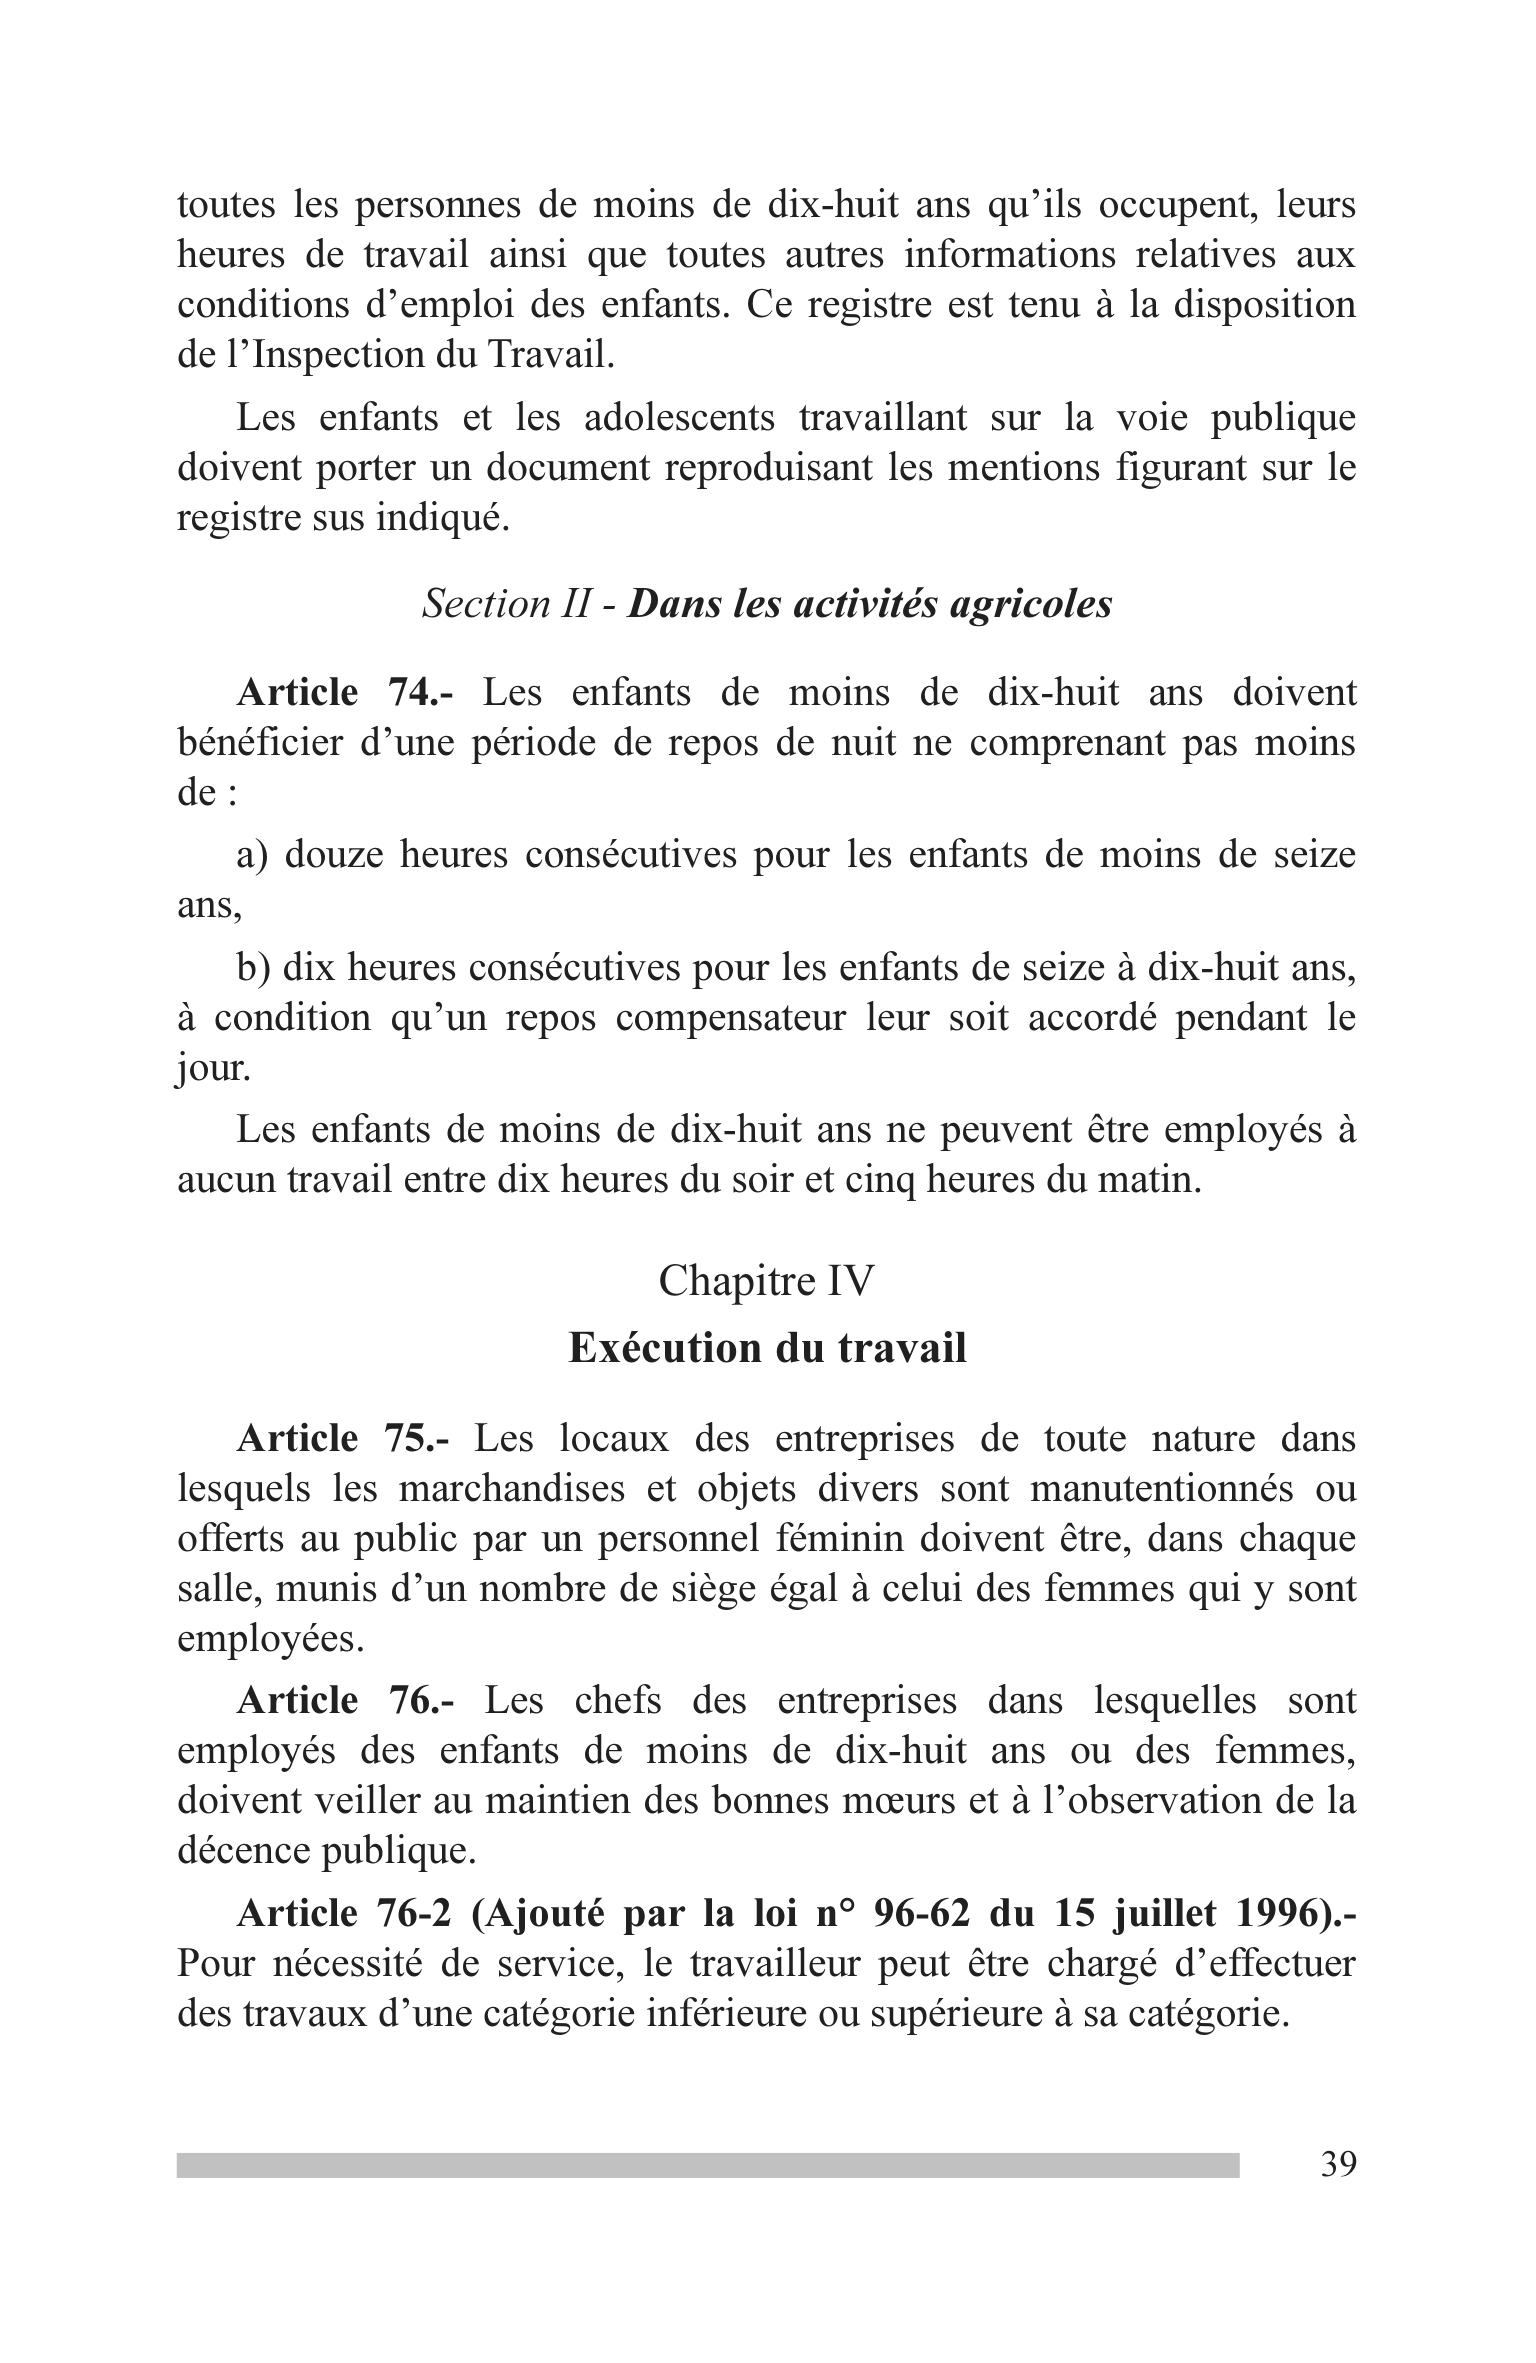 toutes les personnes de moins de dix-huit ans qu’ils occupent, leurs
heures de travail ainsi que toutes autres informations relatives aux
conditions d’emploi des enfants. Ce registre est tenu à la disposition
de l’Inspection du Travail.
Les enfants et les adolescents travaillant sur la voie publique
doivent porter un document reproduisant les mentions figurant sur le
registre sus indiqué.
Section II - Dans les activités agricoles
Article 74.- Les enfants de moins de dix-huit ans doivent
bénéficier d’une période de repos de nuit ne comprenant pas moins
de :
a) douze heures consécutives pour les enfants de moins de seize
ans,
b) dix heures consécutives pour les enfants de seize à dix-huit ans,
à condition qu’un repos compensateur leur soit accordé pendant le
jour.
Les enfants de moins de dix-huit ans ne peuvent être employés à
aucun travail entre dix heures du soir et cinq heures du matin.
Chapitre IV
Exécution du travail
Article 75.- Les locaux des entreprises de toute nature dans
lesquels les marchandises et objets divers sont manutentionnés ou
offerts au public par un personnel féminin doivent être, dans chaque
salle, munis d’un nombre de siège égal à celui des femmes qui y sont
employées.
Article 76.- Les chefs des entreprises dans lesquelles sont
employés des enfants de moins de dix-huit ans ou des femmes,
doivent veiller au maintien des bonnes mœurs et à l’observation de la
décence publique.
Article 76-2 (Ajouté par la loi n° 96-62 du 15 juillet 1996).-
Pour nécessité de service, le travailleur peut être chargé d’effectuer
des travaux d’une catégorie inférieure ou supérieure à sa catégorie.
39